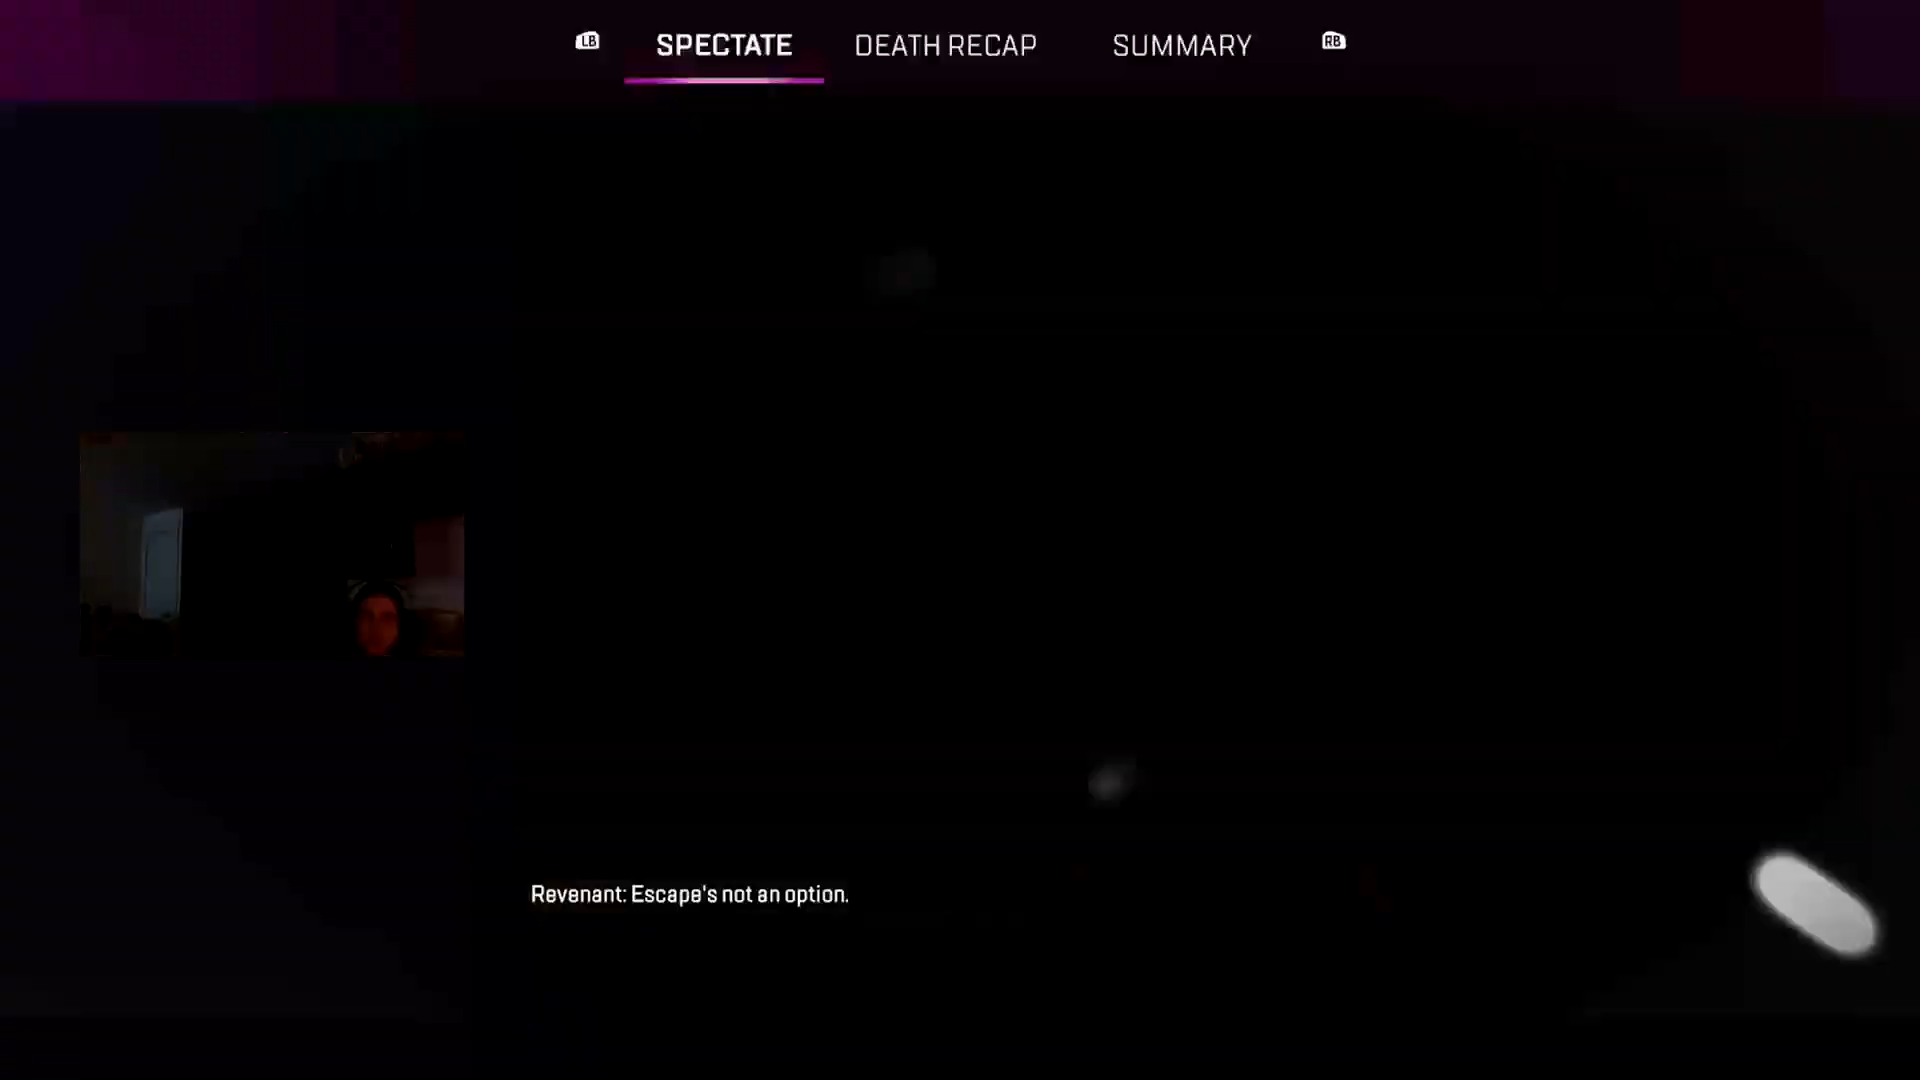 LB SPECTATE DEATH RECAP SUMMARY RB
Revenant: Escape's not an option.